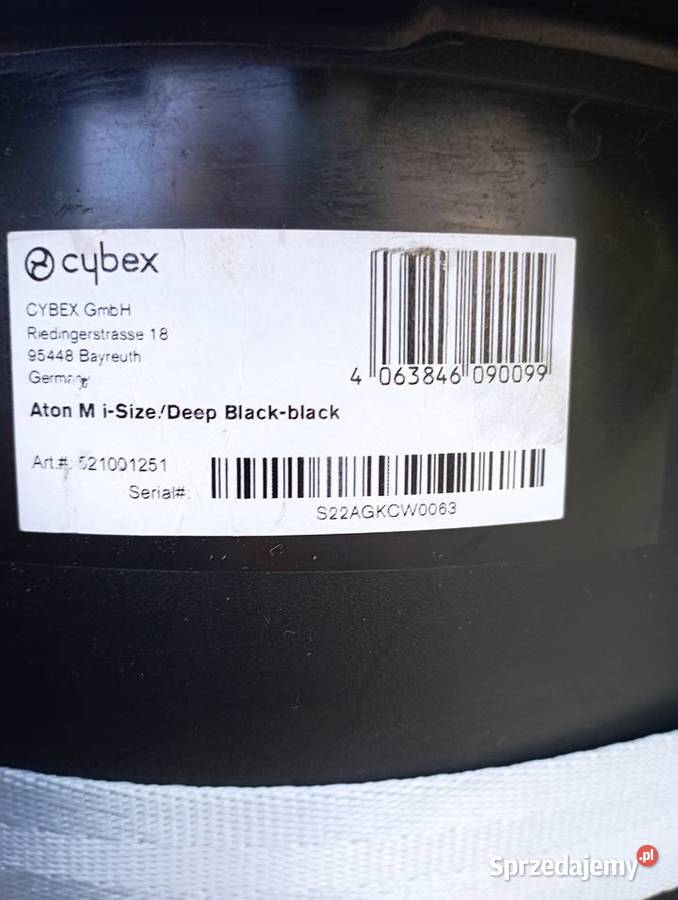 cybex
CYBEX GmbH
Riedingerstrasse 18
95448 Bayreuth
Germany
4 063846 090099
Aton M i-Size/Deep Black-black
Art.#: 521001251
Serial#:
S22AGKCW0063
Sprzedajemy.pl